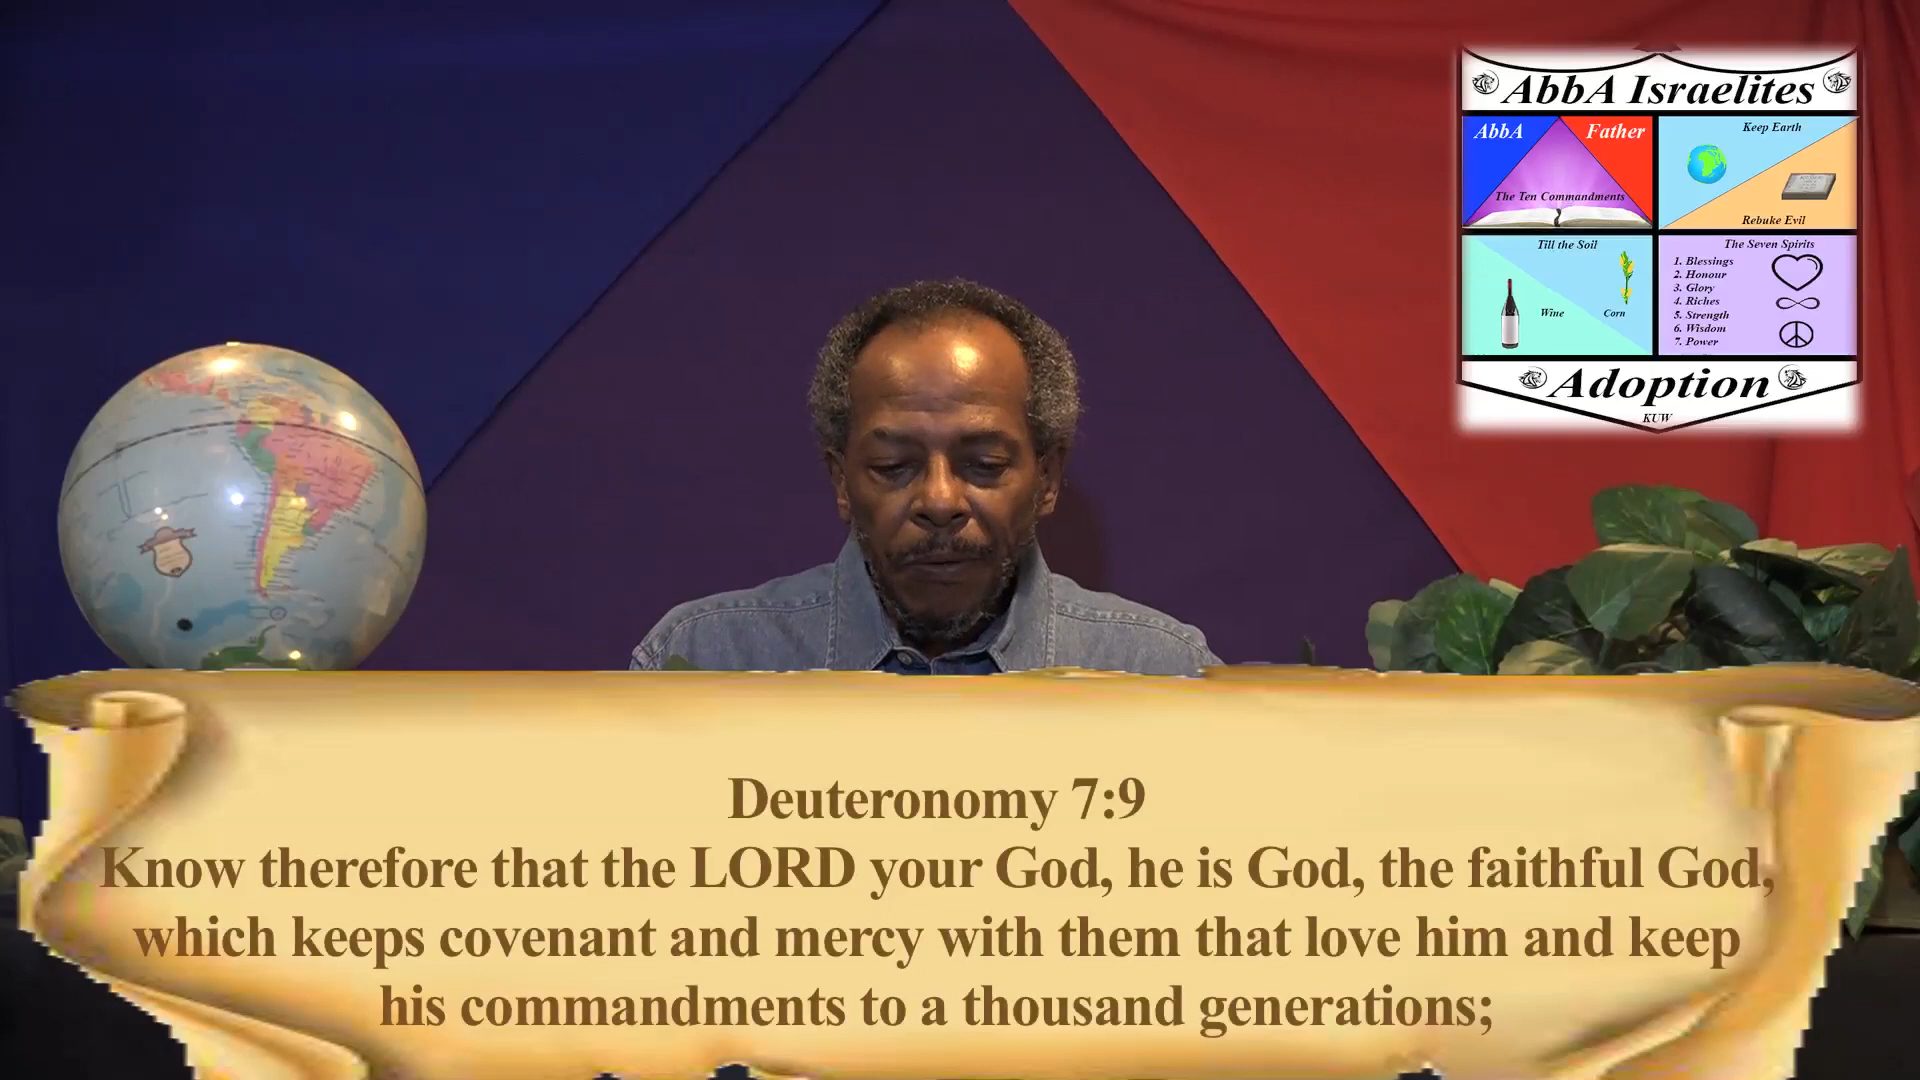 AbbA Israelites
AbbA
Father
The Ten Commandments
Keep Earth
Rebuke Evil
Till the Soil
Wine
Corn
The Seven Spirits
1. Blessings
2. Honour
3. Glory
4. Riches
5. Strength
6. Wisdom
7. Power
Adoption
KUW
Deuteronomy 7:9
Know therefore that the LORD your God, he is God, the faithful God,
which keeps covenant and mercy with them that love him and keep
his commandments to a thousand generations;